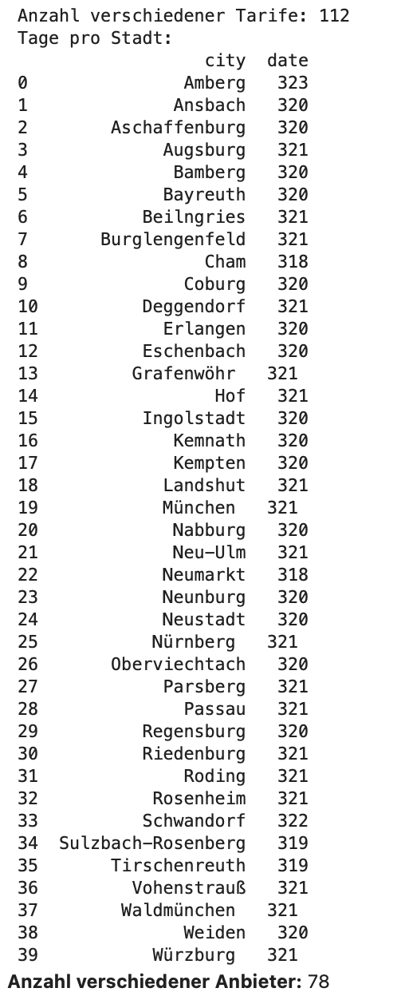 Anzahl verschiedener Tarife: 112
Tage pro Stadt:
city date
0 Amberg 323
1 Ansbach 320
2 Aschaffenburg 320
3 Augsburg 321
4 Bamberg 320
5 Bayreuth 320
6 Beilngries 321
7 Burglengenfeld 321
8 Cham 318
9 Coburg 320
10 Deggendorf 321
11 Erlangen 320
12 Eschenbach 320
13 Grafenwöhr 321
14 Hof 321
15 Ingolstadt 320
16 Kemnath 320
17 Kempten 320
18 Landshut 321
19 München 321
20 Nabburg 320
21 Neu-Ulm 321
22 Neumarkt 318
23 Neunburg 320
24 Neustadt 320
25 Nürnberg 321
26 Oberviechtach 320
27 Parsberg 321
28 Passau 321
29 Regensburg 320
30 Riedenburg 321
31 Roding 321
32 Rosenheim 321
33 Schwandorf 322
34 Sulzbach-Rosenberg 319
35 Tirschenreuth 319
36 Vohenstrauß 321
37 Waldmünchen 321
38 Weiden 320
39 Würzburg 321
Anzahl verschiedener Anbieter: 78